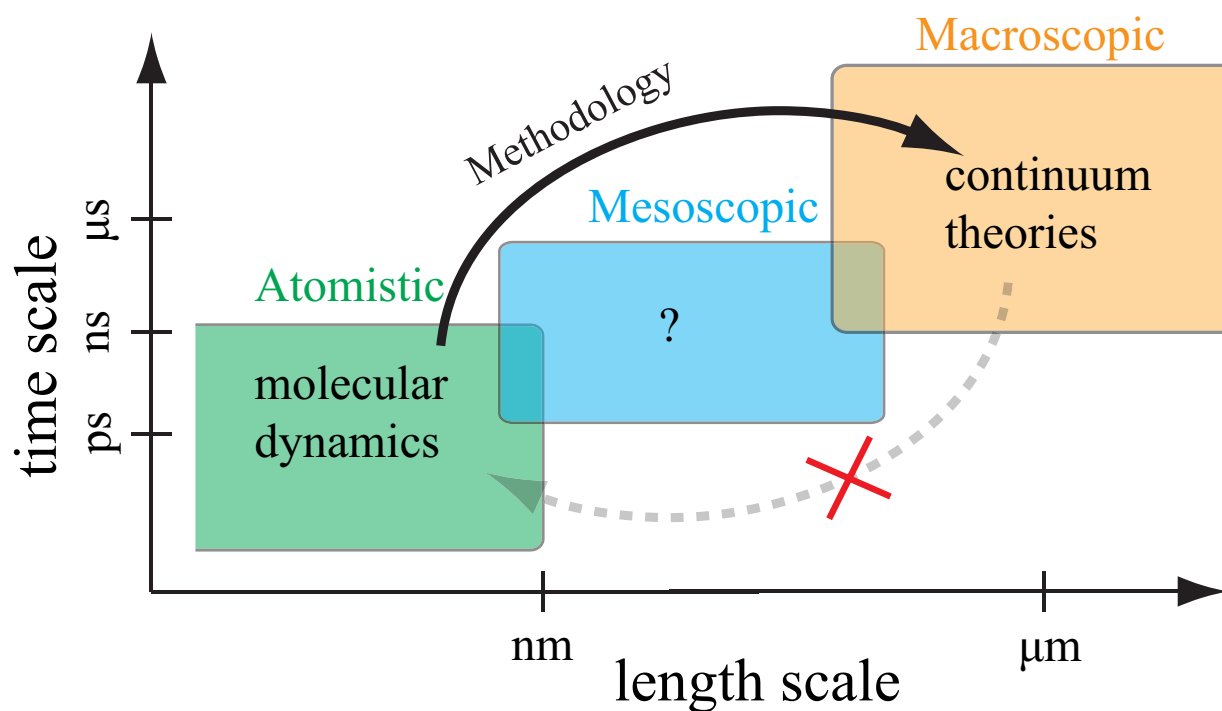 Macroscopic
Methodology
continuum
theories
Mesoscopic
?
Atomistic
molecular
dynamics
time scale
μs
ns
ps
nm
μm
length scale